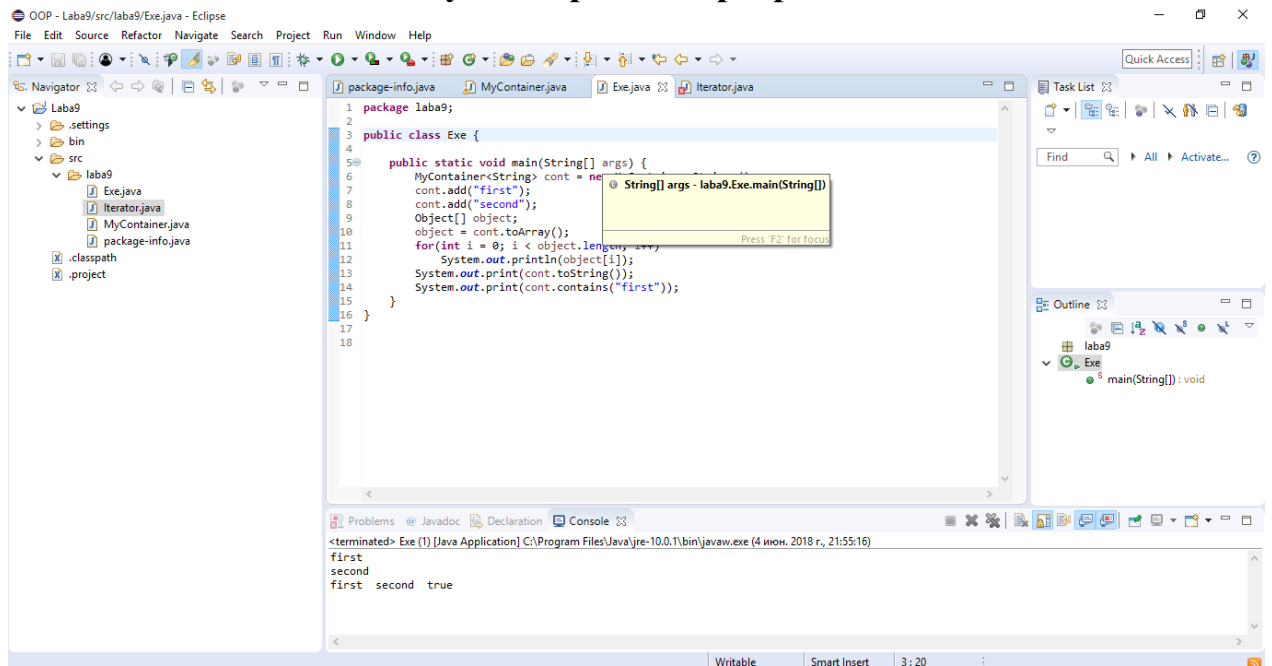 OOP - Laba9/src/laba9/Exe.java - Eclipse
File Edit Source Refactor Navigate Search Project Run Window Help
Quick Access
Navigator
Laba9
.settings
bin
src
laba9
Exe.java
Iterator.java
MyContainer.java
package-info.java
.classpath
.project
package-info.java MyContainer.java Exe.java Iterator.java
1 package laba9;
2
3 public class Exe {
4
5 public static void main(String[] args) {
6 MyContainer<String> cont =
7 cont.add("first");
8 cont.add("second");
9 Object[] object;
10 object = cont.toArray();
11 for(int i = 0; i < object.length; i++)
12 System.out.println(object[i]);
13 System.out.print(cont.toString());
14 System.out.print(cont.contains("first"));
15 }
16 }
17
18
String[] args - laba9.Exe.main(String[])
Press 'F2' for focus
Task List
Find All Activate...
Outline
laba9
Exe
main(String[]) : void
Problems Javadoc Declaration Console
<terminated> Exe (1) [Java Application] C:\Program Files\Java\jre-10.0.1\bin\javaw.exe (4 июн. 2018 г., 21:55:16)
first
second
first second true
Writable Smart Insert 3 : 20